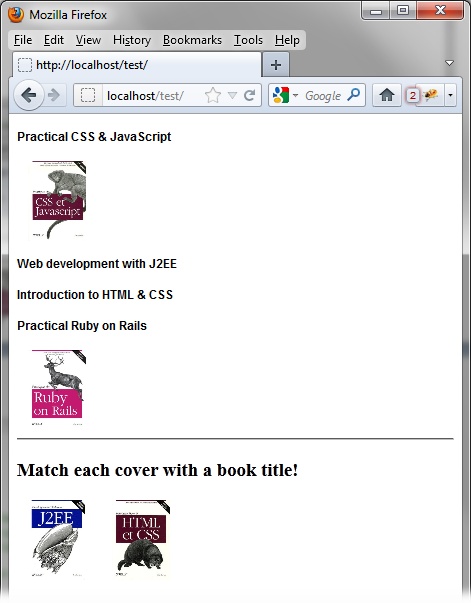 Mozilla Firefox
File Edit View History Bookmarks Tools Help
http://localhost/test/
localhost/test/
Google
2
Practical CSS & JavaScript
CSS et
Javascript
Web development with J2EE
Introduction to HTML & CSS
Practical Ruby on Rails
Ruby
on Rails
Match each cover with a book title!
J2EE
HTML
et CSS